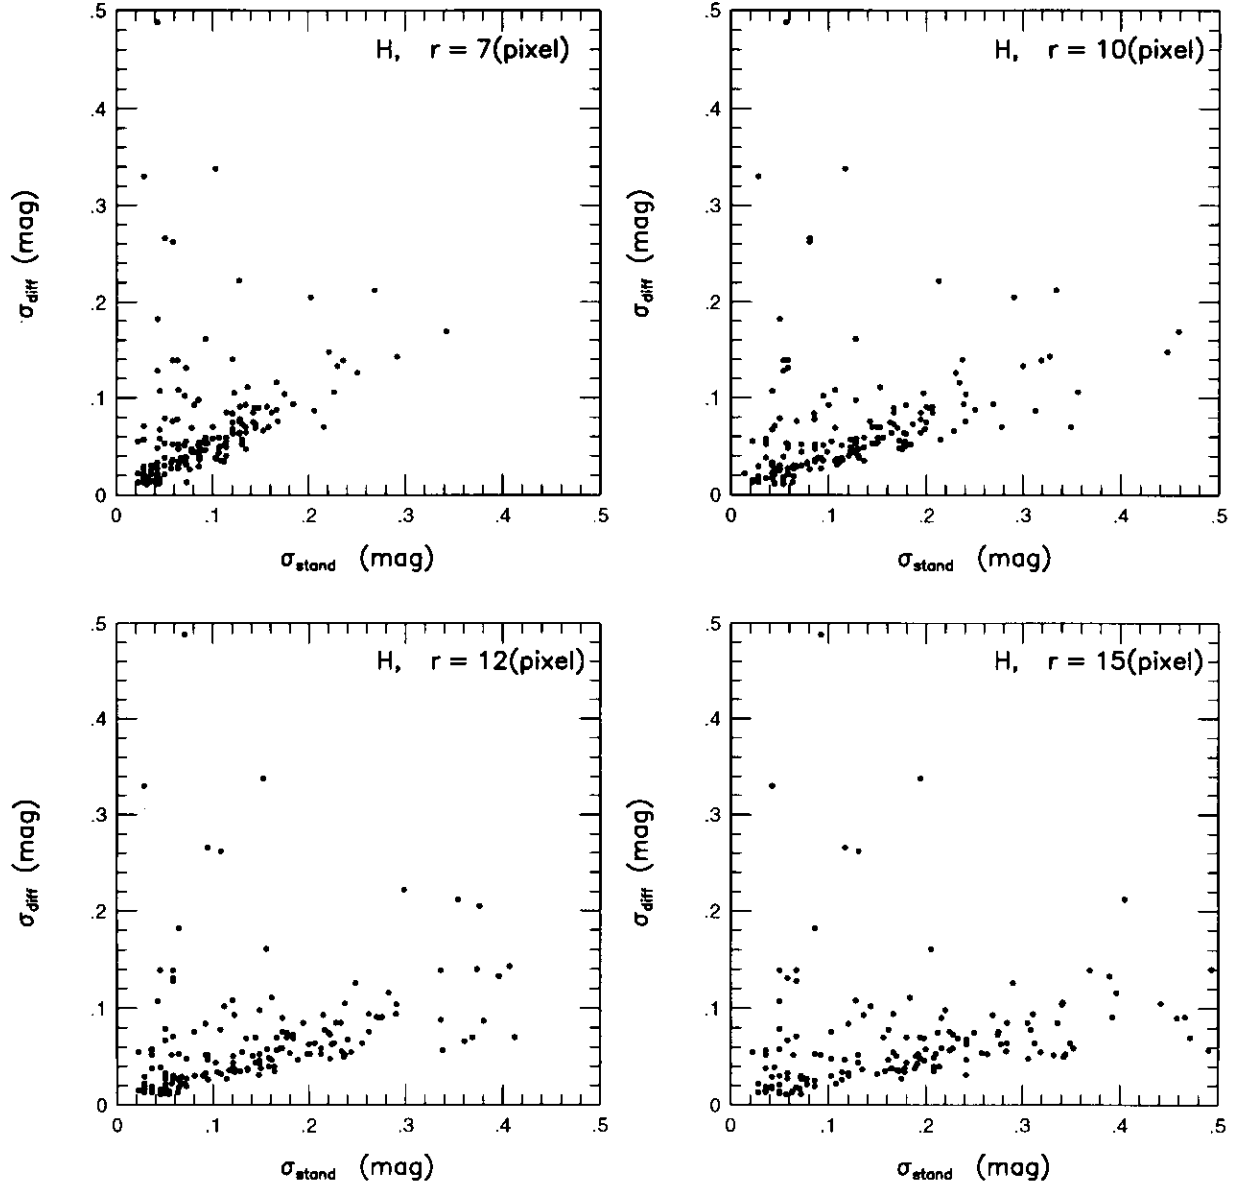 H, r = 7(pixel)
.5
.4
.3
.2
.1
0
σdiff (mag)
0 .1 .2 .3 .4 .5
σstand (mag)
H, r = 10(pixel)
.5
.4
.3
.2
.1
0
σdiff (mag)
0 .1 .2 .3 .4 .5
σstand (mag)
H, r = 12(pixel)
.5
.4
.3
.2
.1
0
σdiff (mag)
0 .1 .2 .3 .4 .5
σstand (mag)
H, r = 15(pixel)
.5
.4
.3
.2
.1
0
σdiff (mag)
0 .1 .2 .3 .4 .5
σstand (mag)